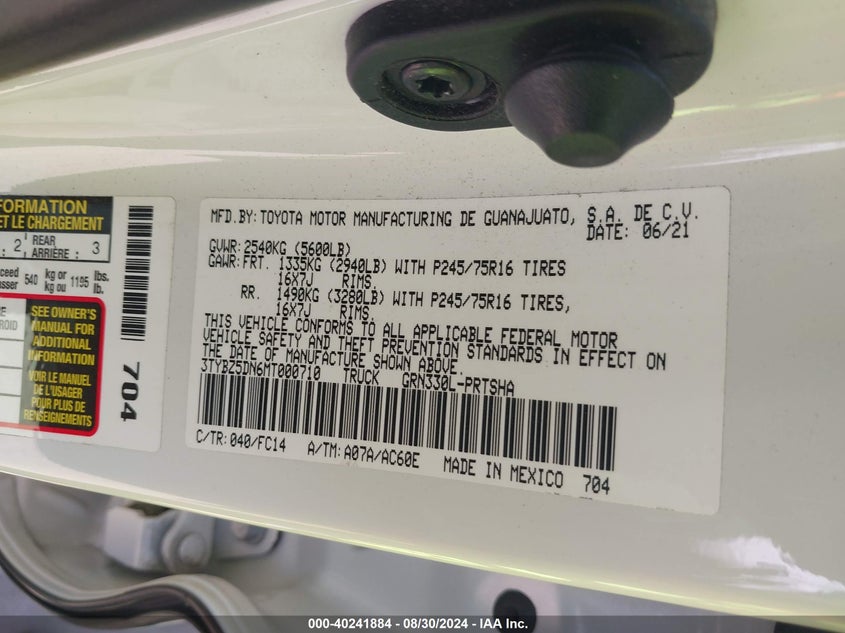 FORMATION
ET LE CHARGEMENT
: 2 REAR ARRIÈRE : 3
540 kg or lbs.
kg ou 1195 lb.
SEE OWNER'S
MANUAL FOR
ADDITIONAL
INFORMATION
VOIR LE MANUEL
DE L'USAGER
POUR PLUS DE
RENSEIGNEMENTS
704
MFD.BY: TOYOTA MOTOR MANUFACTURING DE GUANAJUATO, S.A. DE C.V.
DATE: 06/21
GVWR: 2540KG (5600LB)
GAWR: FRT. 1335KG (2940LB) WITH P245/75R16 TIRES
16X7J RIMS,
RR. 1490KG (3280LB) WITH P245/75R16 TIRES,
16X7J RIMS.
THIS VEHICLE CONFORMS TO ALL APPLICABLE FEDERAL MOTOR
VEHICLE SAFETY AND THEFT PREVENTION STANDARDS IN EFFECT ON
THE DATE OF MANUFACTURE SHOWN ABOVE.
3TYBZ5DN6MT000710 TRUCK GRN330L-PRTSHA
C/TR: 040/FC14 A/TM: A07A/AC60E MADE IN MEXICO 704
000-40241884 - 08/30/2024 - IAA Inc.